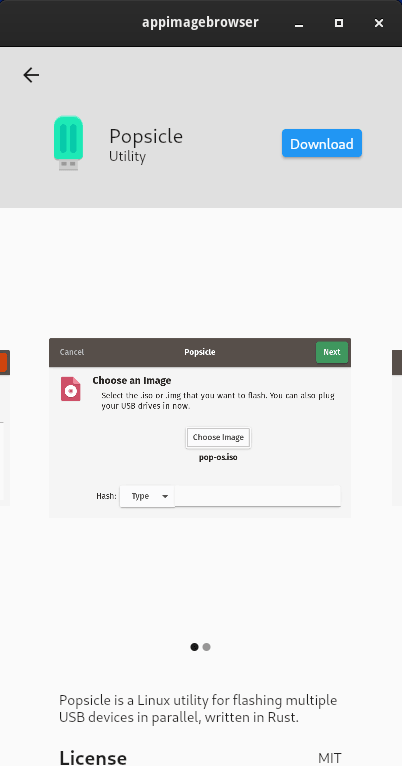 appimagebrowser
Popsicle
Utility
Download
Cancel
Popsicle
Next
Choose an Image
Select the .iso or .img that you want to flash. You can also plug
your USB drives in now.
Choose Image
pop-os.iso
Hash:
Type
Popsicle is a Linux utility for flashing multiple
USB devices in parallel, written in Rust.
License
MIT